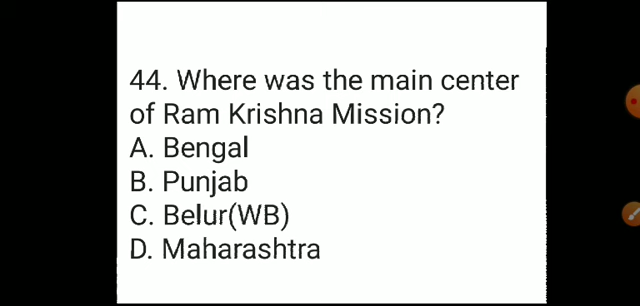 44. Where was the main center
of Ram Krishna Mission?
A. Bengal
B. Punjab
C. Belur(WB)
D. Maharashtra